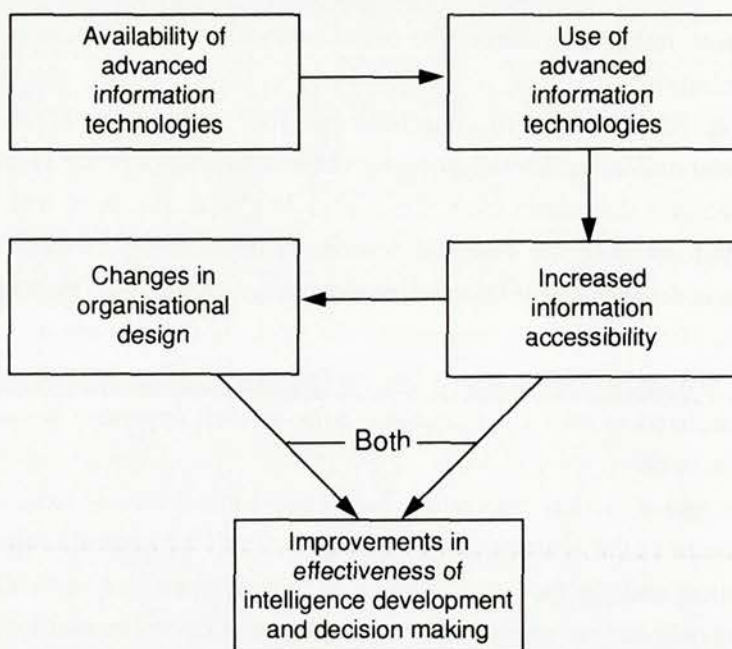 Availability of
advanced
information
technologies
Use of
advanced
information
technologies
Changes in
organisational
design
Increased
information
accessibility
Both
Improvements in
effectiveness of
intelligence development
and decision making